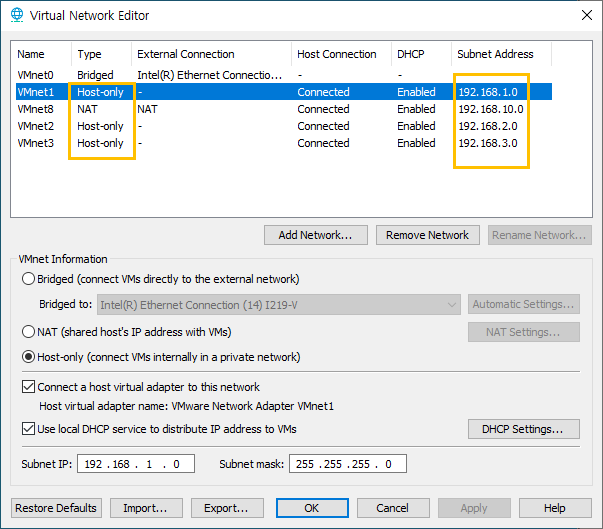 Virtual Network Editor
Name Type External Connection Host Connection DHCP Subnet Address
VMnet0 Bridged Intel(R) Ethernet Connectio... - - -
VMnet1 Host-only - Connected Enabled 192.168.1.0
VMnet8 NAT NAT Connected Enabled 192.168.10.0
VMnet2 Host-only - Connected Enabled 192.168.2.0
VMnet3 Host-only - Connected Enabled 192.168.3.0
Add Network... Remove Network Rename Network...
VMnet Information
Bridged (connect VMs directly to the external network)
Bridged to: Intel(R) Ethernet Connection (14) I219-V Automatic Settings...
NAT (shared host's IP address with VMs) NAT Settings...
Host-only (connect VMs internally in a private network)
Connect a host virtual adapter to this network
Host virtual adapter name: VMware Network Adapter VMnet1
Use local DHCP service to distribute IP address to VMs DHCP Settings...
Subnet IP: 192 . 168 . 1 . 0 Subnet mask: 255 . 255 . 255 . 0
Restore Defaults Import... Export... OK Cancel Apply Help